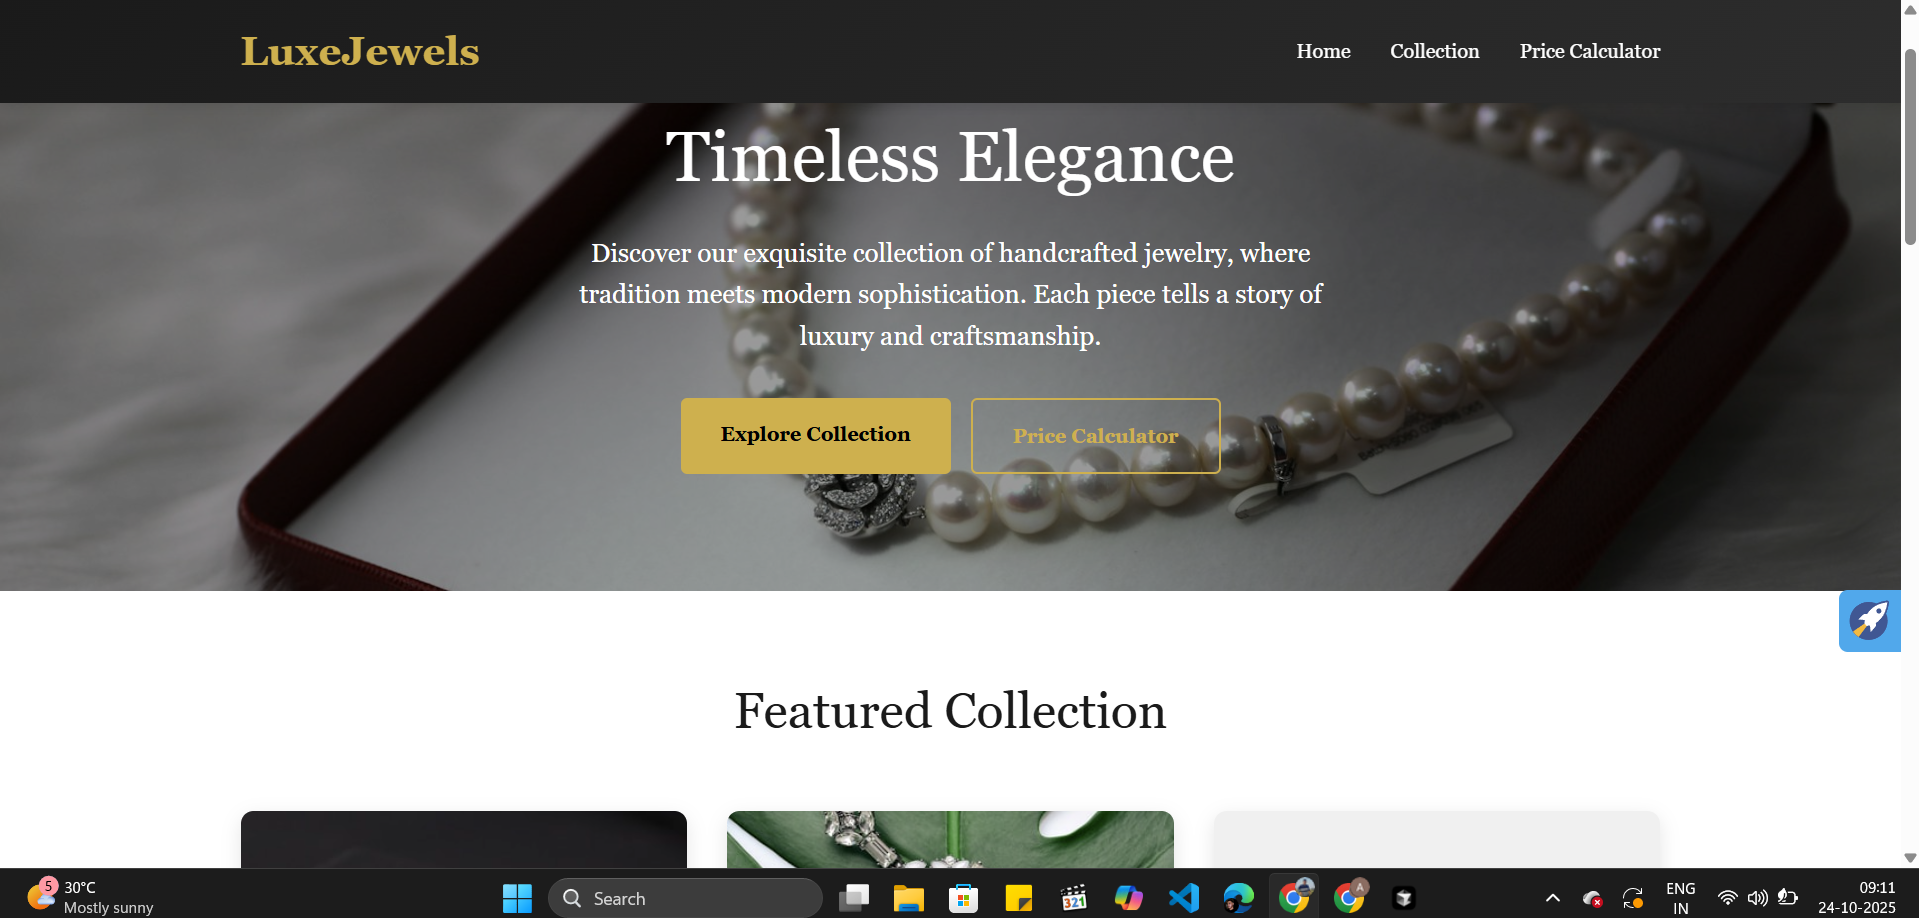 LuxeJewels
Home Collection Price Calculator
Timeless Elegance
Discover our exquisite collection of handcrafted jewelry, where
tradition meets modern sophistication. Each piece tells a story of
luxury and craftsmanship.
Explore Collection Price Calculator
Featured Collection
5
30°C
Mostly sunny
Search
321
A
ENG
IN
09:11
24-10-2025